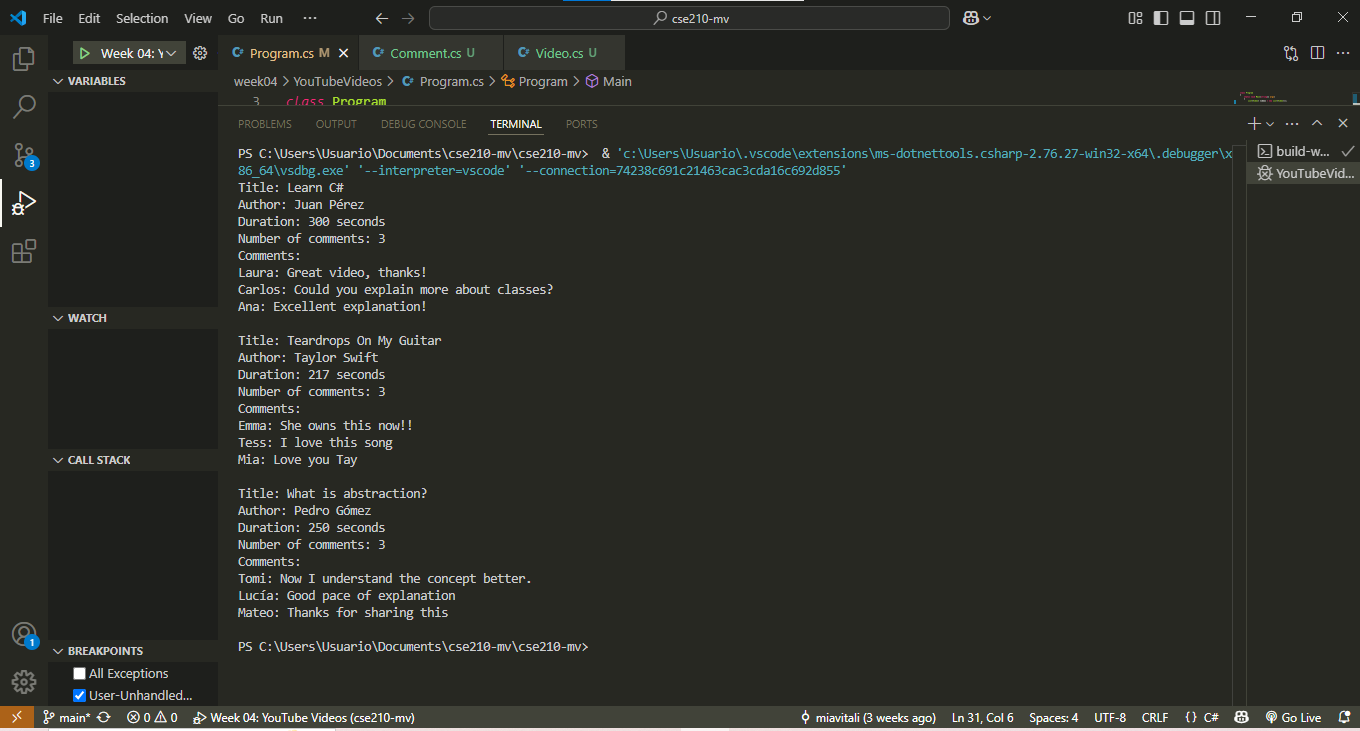 File Edit Selection View Go Run ··· cse210-mv
Week 04: Y
Program.cs M Comment.cs U Video.cs U
VARIABLES
week04 > YouTubeVideos > Program.cs > Program > Main
3 class Program
PROBLEMS OUTPUT DEBUG CONSOLE TERMINAL PORTS
PS C:\Users\Usuario\Documents\cse210-mv\cse210-mv> & 'c:\Users\Usuario\.vscode\extensions\ms-dotnettools.csharp-2.76.27-win32-x64\.debugger\x
86_64\vsdbg.exe' '--interpreter=vscode' '--connection=74238c691c21463cac3cda16c692d855'
build-w...
YouTubeVid...
Title: Learn C#
Author: Juan Pérez
Duration: 300 seconds
Number of comments: 3
Comments:
Laura: Great video, thanks!
Carlos: Could you explain more about classes?
Ana: Excellent explanation!
WATCH
Title: Teardrops On My Guitar
Author: Taylor Swift
Duration: 217 seconds
Number of comments: 3
Comments:
Emma: She owns this now!!
Tess: I love this song
Mia: Love you Tay
CALL STACK
Title: What is abstraction?
Author: Pedro Gómez
Duration: 250 seconds
Number of comments: 3
Comments:
Tomi: Now I understand the concept better.
Lucía: Good pace of explanation
Mateo: Thanks for sharing this
PS C:\Users\Usuario\Documents\cse210-mv\cse210-mv>
BREAKPOINTS
All Exceptions
User-Unhandled...
3
1
main* 0 0 Week 04: YouTube Videos (cse210-mv) miavitali (3 weeks ago) Ln 31, Col 6 Spaces: 4 UTF-8 CRLF {} C# Go Live